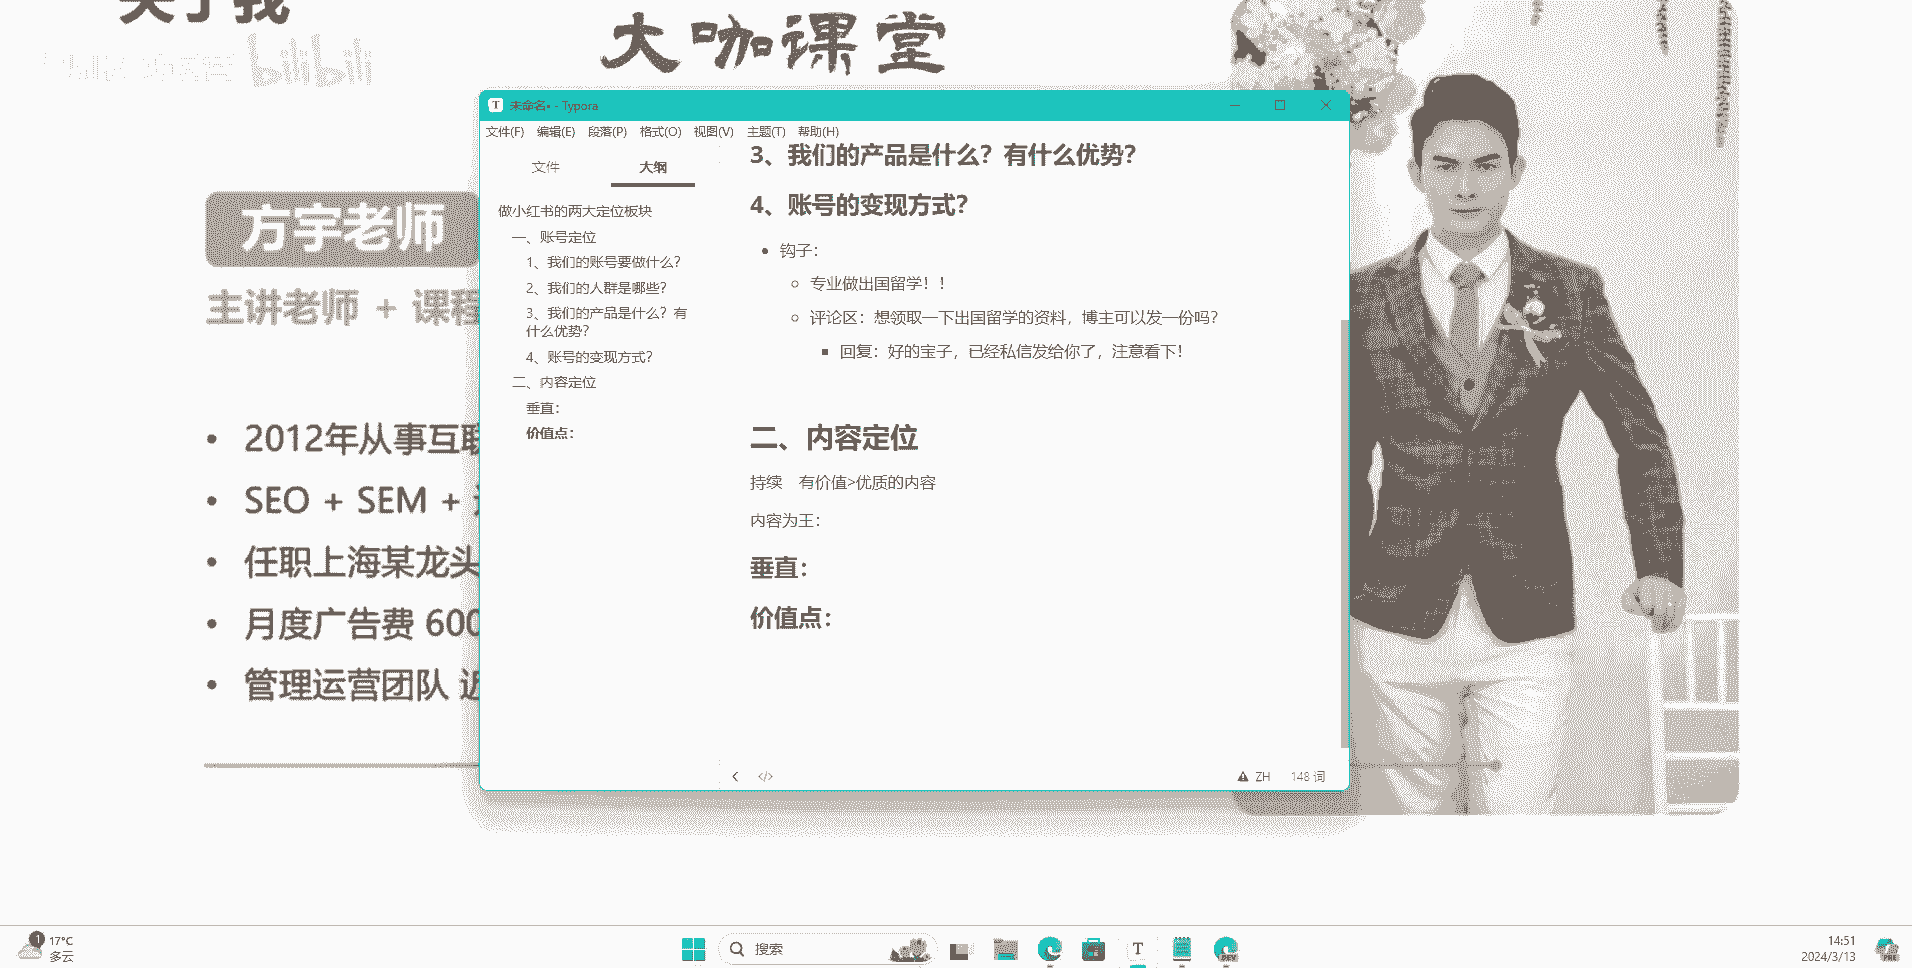 关于我
bilibili
大咖课堂
方宇老师
主讲老师 + 课程
2012年从事互联
SEO + SEM +
任职上海某龙头
月度广告费 600
管理运营团队
未命名• - Typora
文件(F) 编辑(E) 段落(P) 格式(O) 视图(V) 主题(T) 帮助(H)
文件 大纲
做小红书的两大定位板块
一、账号定位
1、我们的账号要做什么?
2、我们的人群是哪些?
3、我们的产品是什么? 有
什么优势?
4、账号的变现方式?
二、内容定位
垂直:
价值点:
3、我们的产品是什么? 有什么优势?
4、账号的变现方式?
钩子:
专业做出国留学! !
评论区: 想领取一下出国留学的资料, 博主可以发一份吗?
回复: 好的宝子, 已经私信发给你了, 注意看下!
二、内容定位
持续 有价值>优质的内容
内容为王:
垂直:
价值点:
</> ZH 148 词
1 17°C
多云
搜索
T
DEV
14:51
2024/3/13
PRE